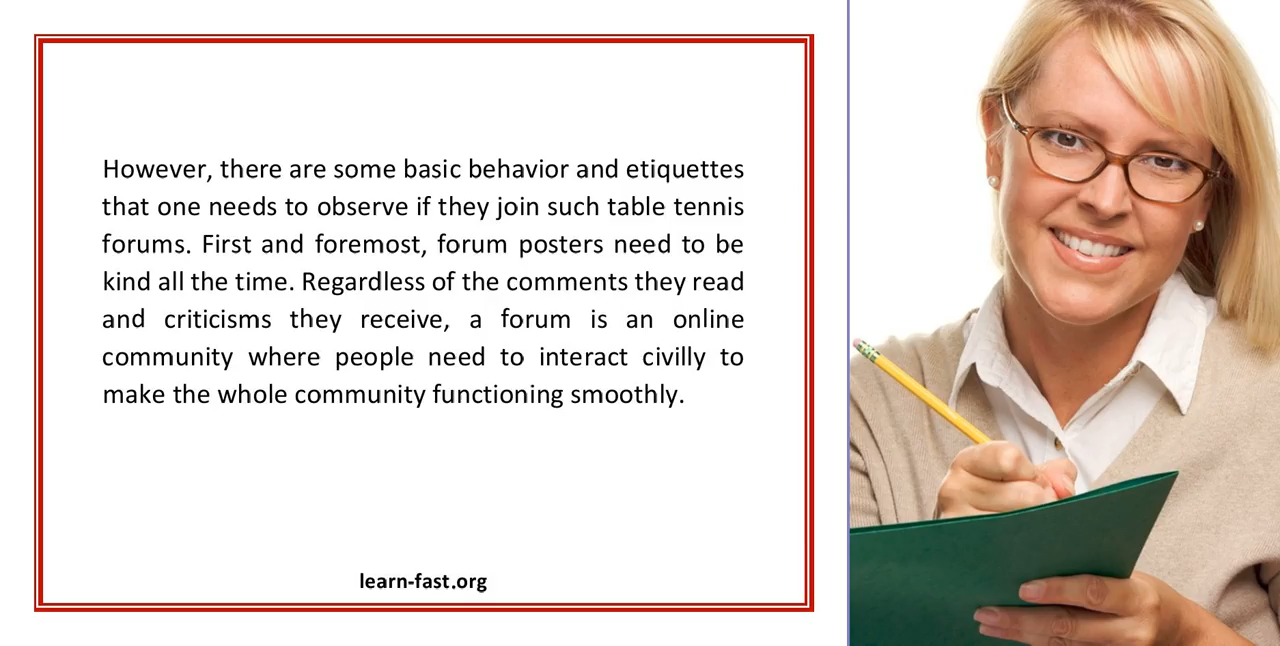 However, there are some basic behavior and etiquettes
that one needs to observe if they join such table tennis
forums. First and foremost, forum posters need to be
kind all the time. Regardless of the comments they read
and criticisms they receive, a forum is an online
community where people need to interact civilly to
make the whole community functioning smoothly.
learn-fast.org